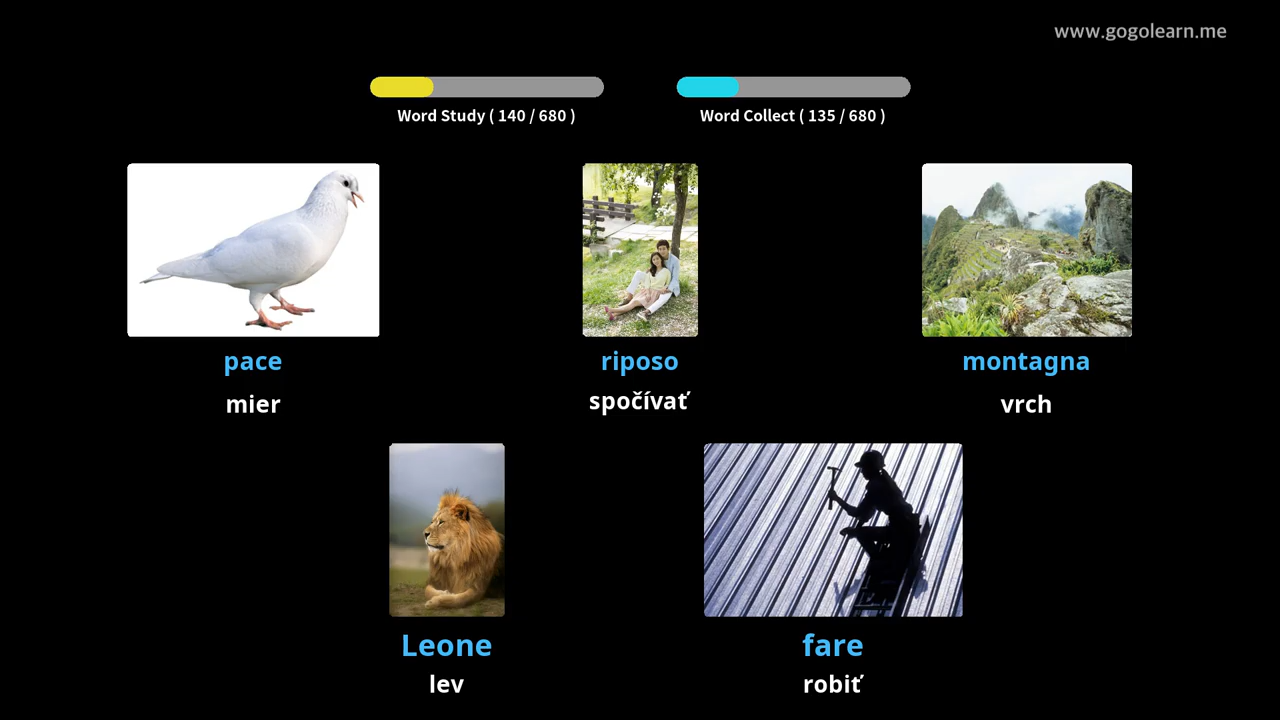 www.gogolearn.me
Word Study ( 140 / 680 )
Word Collect ( 135 / 680 )
pace
mier
riposo
spočívať
montagna
vrch
Leone
lev
fare
robiť